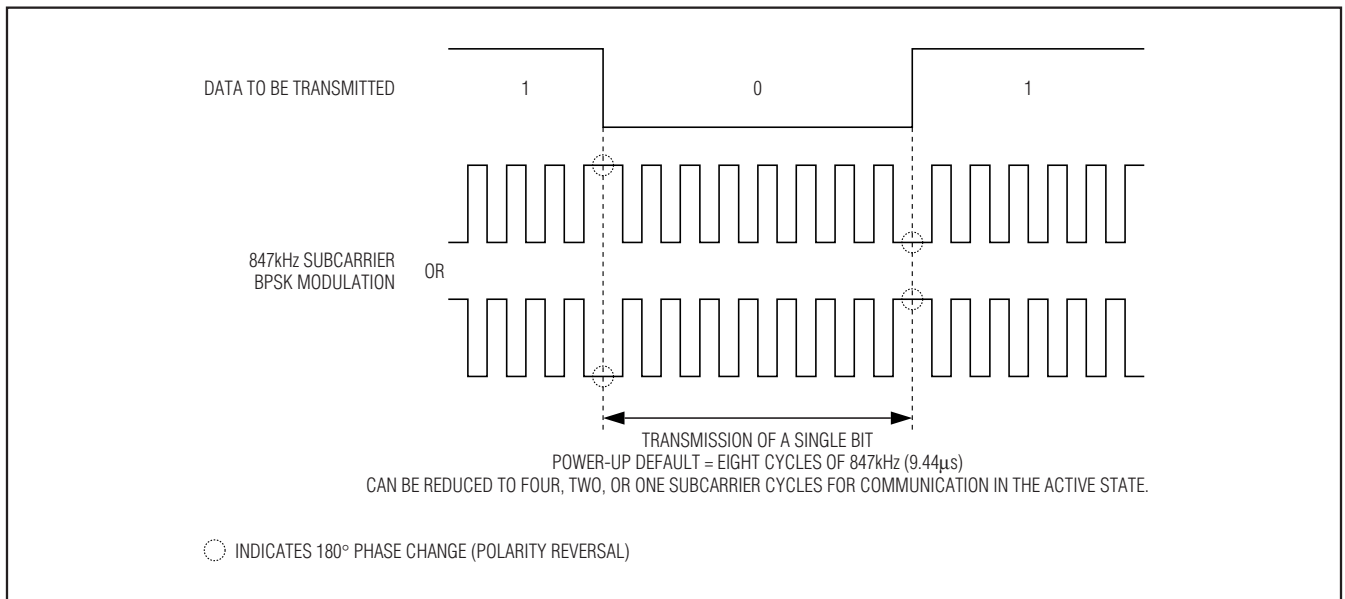 DATA TO BE TRANSMITTED 1 0 1
847kHz SUBCARRIER
BPSK MODULATION
OR
TRANSMISSION OF A SINGLE BIT
POWER-UP DEFAULT = EIGHT CYCLES OF 847kHz (9.44µs)
CAN BE REDUCED TO FOUR, TWO, OR ONE SUBCARRIER CYCLES FOR COMMUNICATION IN THE ACTIVE STATE.
INDICATES 180° PHASE CHANGE (POLARITY REVERSAL)